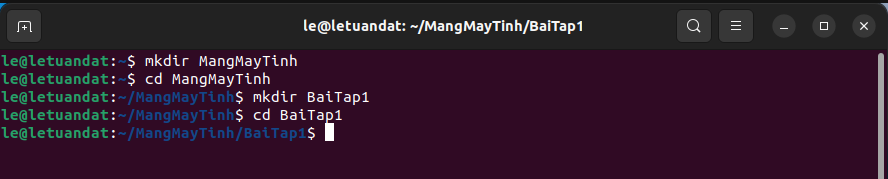 le@letuandat: ~/MangMayTinh/BaiTap1
le@letuandat:~$ mkdir MangMayTinh
le@letuandat:~$ cd MangMayTinh
le@letuandat:~/MangMayTinh$ mkdir BaiTap1
le@letuandat:~/MangMayTinh$ cd BaiTap1
le@letuandat:~/MangMayTinh/BaiTap1$